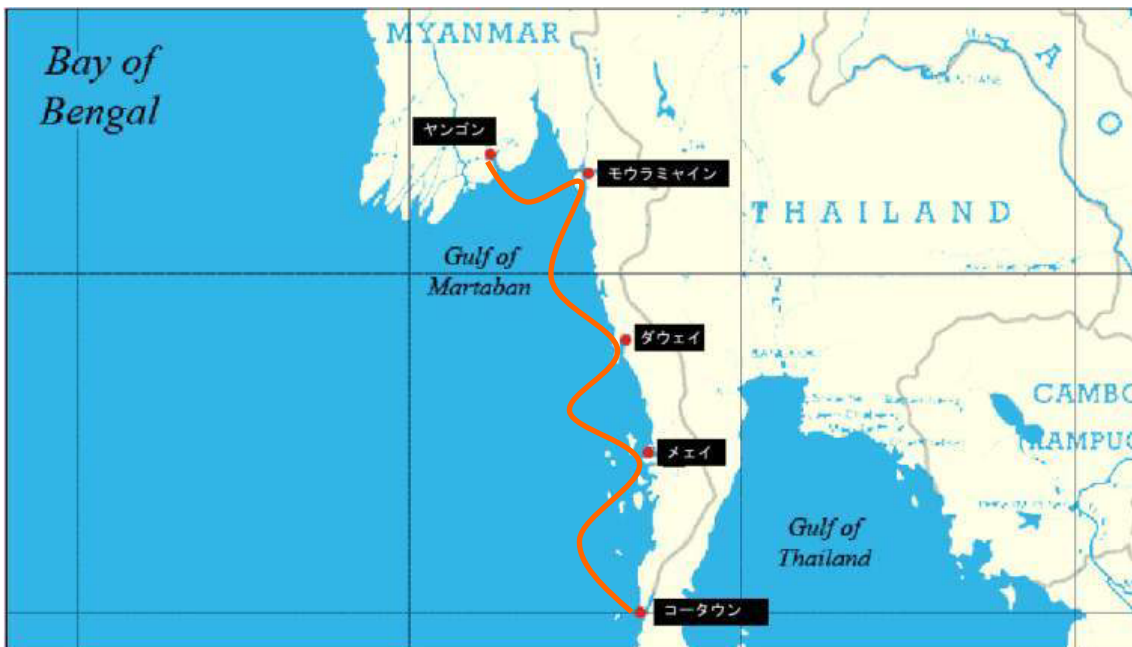 MYANMAR
Bay of
Bengal
ヤンゴン
モウラミャイン
THAILAND
Gulf of
Martaban
ダウェイ
メェイ
CAMBO
KAMPUC
Gulf of
Thailand
コータウン